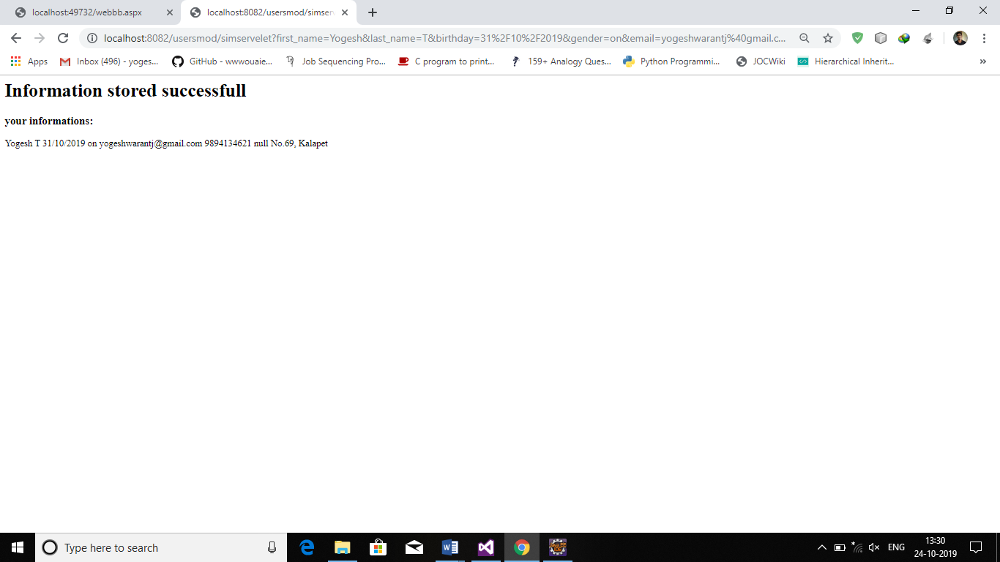 localhost:49732/webbb.aspx
localhost:8082/usersmod/simserv
localhost:8082/usersmod/simservelet?first_name=Yogesh&last_name=T&birthday=31%2F10%2F2019&gender=on&email=yogeshwarantj%40gmail.c...
Apps Inbox (496) - yoges... GitHub - wwwouaie... Job Sequencing Pro... C program to print... 159+ Analogy Ques... Python Programmi... JOCWiki Hierarchical Inherit... »
Information stored successfull
your informations:
Yogesh T 31/10/2019 on yogeshwarantj@gmail.com 9894134621 null No.69, Kalapet
Type here to search
ENG
13:30
24-10-2019